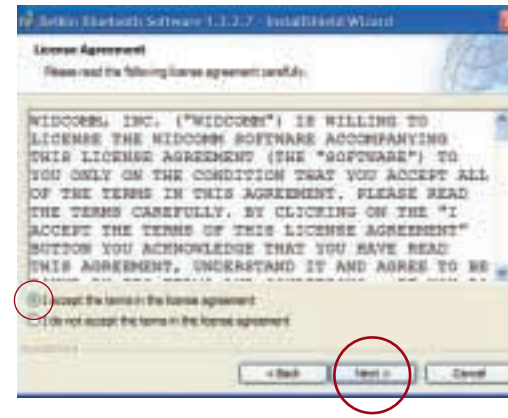 Belkin Bluetooth Software 1.3.2.7 - InstallShield Wizard
License Agreement
Please read the following license agreement carefully.
WIDCOMM, INC. ("WIDCOMM") IS WILLING TO
LICENSE THE WIDCOMM SOFTWARE ACCOMPANYING
THIS LICENSE AGREEMENT (THE "SOFTWARE") TO
YOU ONLY ON THE CONDITION THAT YOU ACCEPT ALL
OF THE TERMS IN THIS AGREEMENT. PLEASE READ
THE TERMS CAREFULLY. BY CLICKING ON THE "I
ACCEPT THE TERMS OF THIS LICENSE AGREEMENT"
BUTTON YOU ACKNOWLEDGE THAT YOU HAVE READ
THIS AGREEMENT, UNDERSTAND IT AND AGREE TO BE
I accept the terms in the license agreement
I do not accept the terms in the license agreement
< Back Next > Cancel